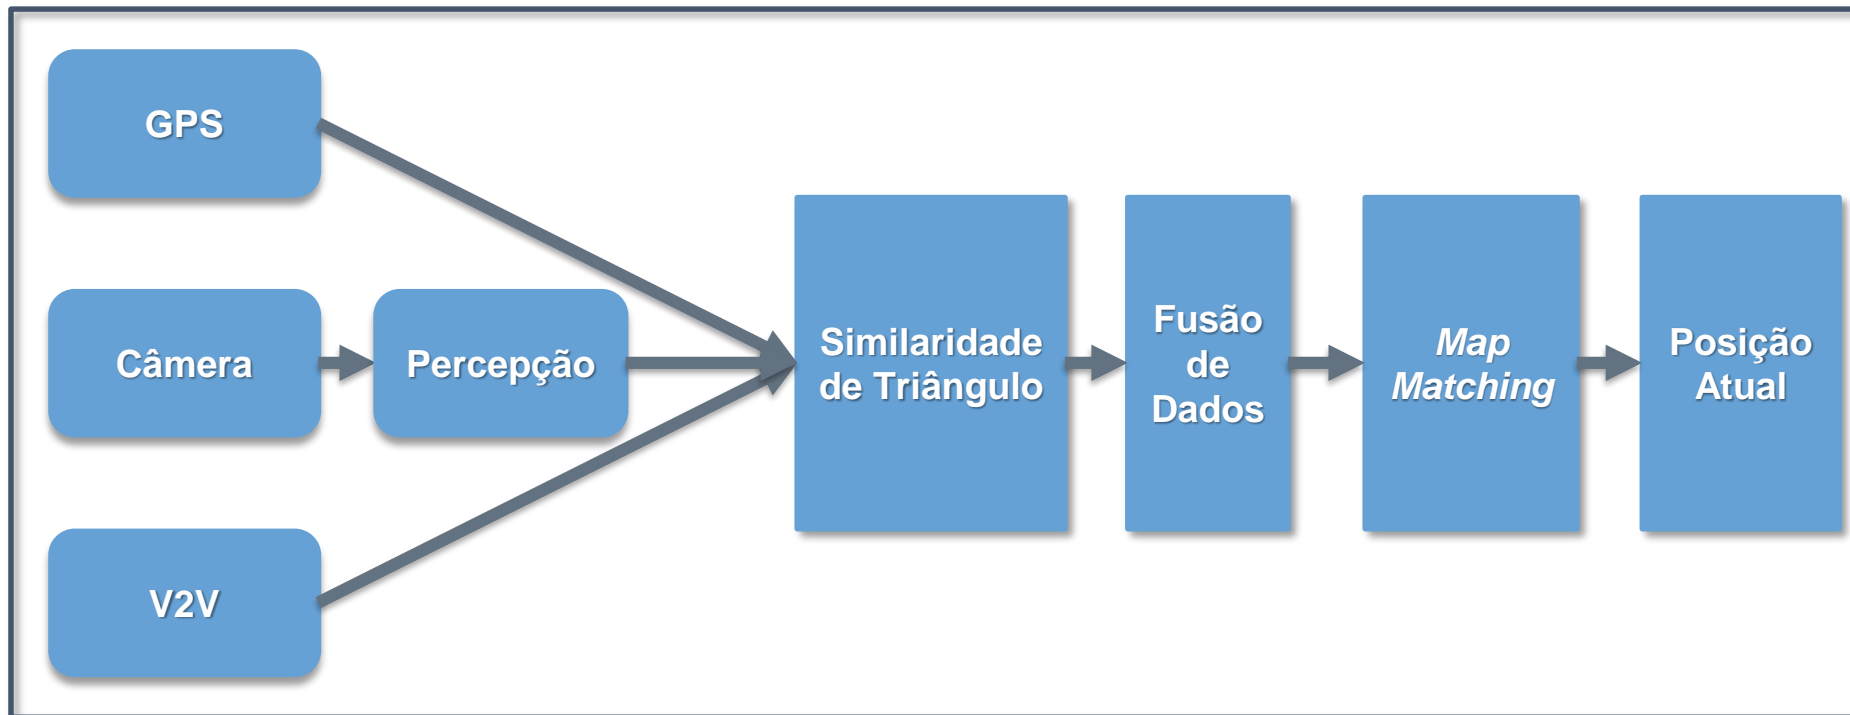 GPS
Câmera
Percepção
V2V
Similaridade
de Triângulo
Fusão
de
Dados
Map
Matching
Posição
Atual